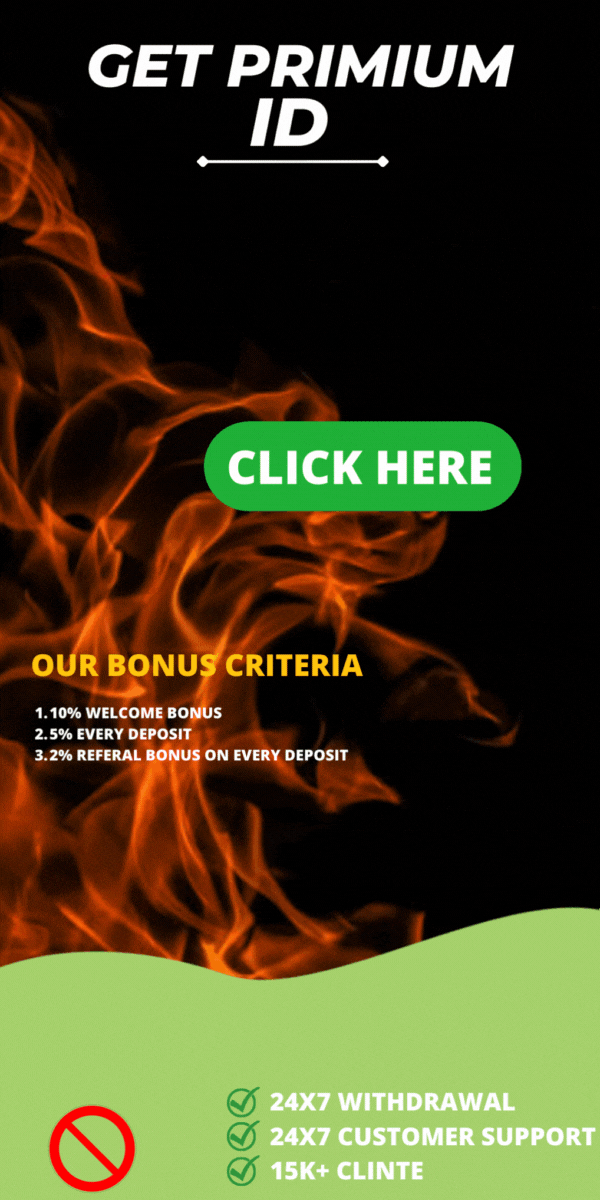 GET PRIMIUM
ID
CLICK HERE
OUR BONUS CRITERIA
1.10% WELCOME BONUS
2.5% EVERY DEPOSIT
3.2% REFERAL BONUS ON EVERY DEPOSIT
24X7 WITHDRAWAL
24X7 CUSTOMER SUPPORT
15K+ CLINTE